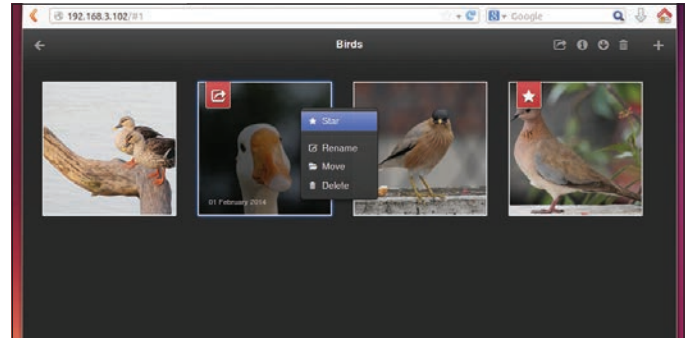 192.168.3.102/#1
Google
Birds
Star
Rename
Move
Delete
01 February 2014